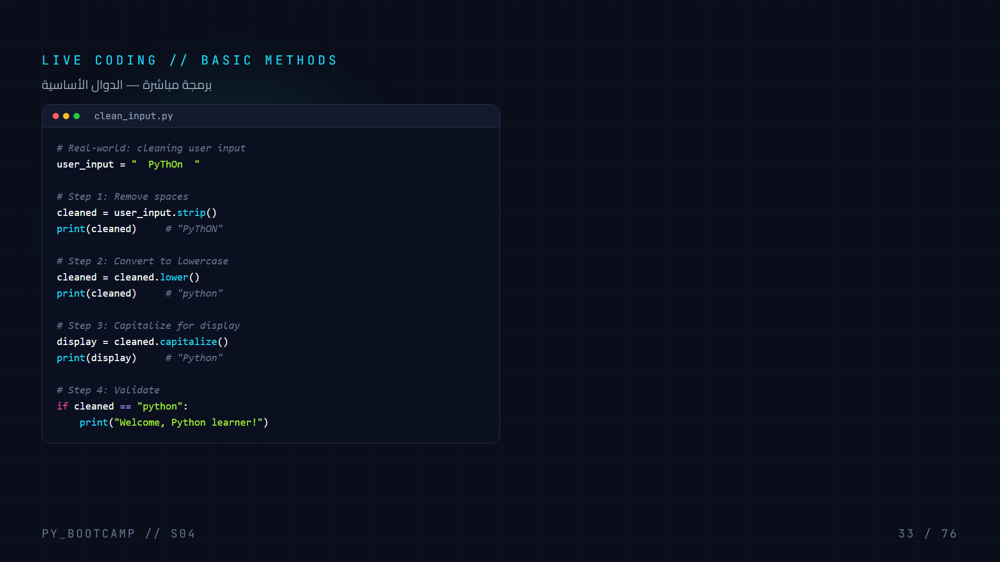 LIVE CODING // BASIC METHODS
برمجة مباشرة — الدوال الأساسية
clean_input.py
# Real-world: cleaning user input
user_input = "  PyThOn  "
# Step 1: Remove spaces
cleaned = user_input.strip()
print(cleaned)     # "PyThON"
# Step 2: Convert to lowercase
cleaned = cleaned.lower()
print(cleaned)     # "python"
# Step 3: Capitalize for display
display = cleaned.capitalize()
print(display)     # "Python"
# Step 4: Validate
if cleaned == "python":
    print("Welcome, Python learner!")
PY_BOOTCAMP // S04
33 / 76